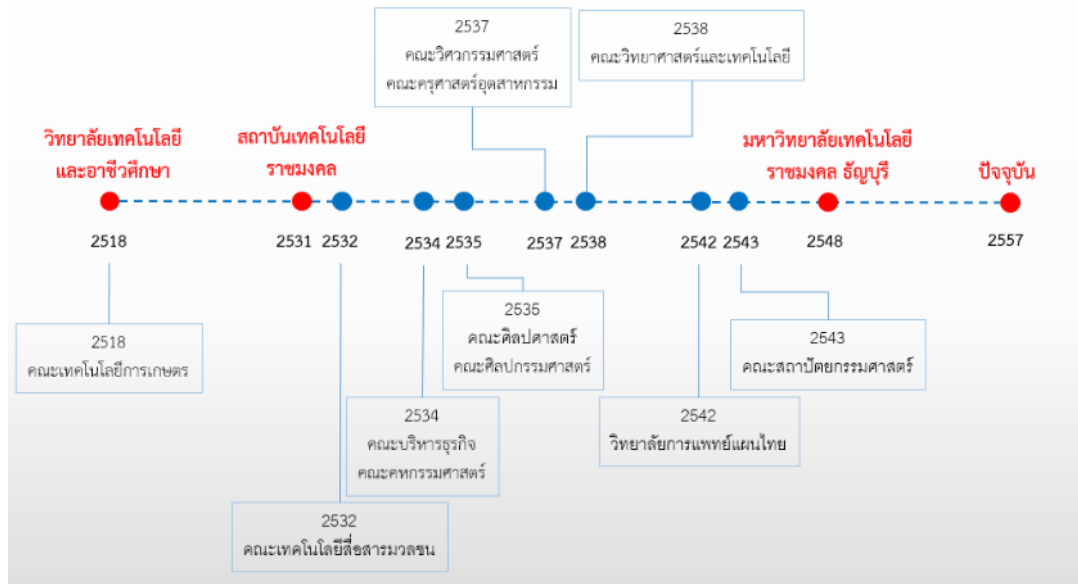 2537
คณะวิศวกรรมศาสตร์
คณะครุศาสตร์อุตสาหกรรม
2538
คณะวิทยาศาสตร์และเทคโนโลยี
วิทยาลัยเทคโนโลยี
และอาชีวศึกษา
สถาบันเทคโนโลยี
ราชมงคล
มหาวิทยาลัยเทคโนโลยี
ราชมงคล ธัญบุรี
ปัจจุบัน
2518
2531
2532
2534
2535
2537
2538
2542
2543
2548
2557
2518
คณะเทคโนโลยีการเกษตร
2535
คณะศิลปศาสตร์
คณะศิลปกรรมศาสตร์
2543
คณะสถาปัตยกรรมศาสตร์
2534
คณะบริหารธุรกิจ
คณะคหกรรมศาสตร์
2542
วิทยาลัยการแพทย์แผนไทย
2532
คณะเทคโนโลยีสื่อสารมวลชน